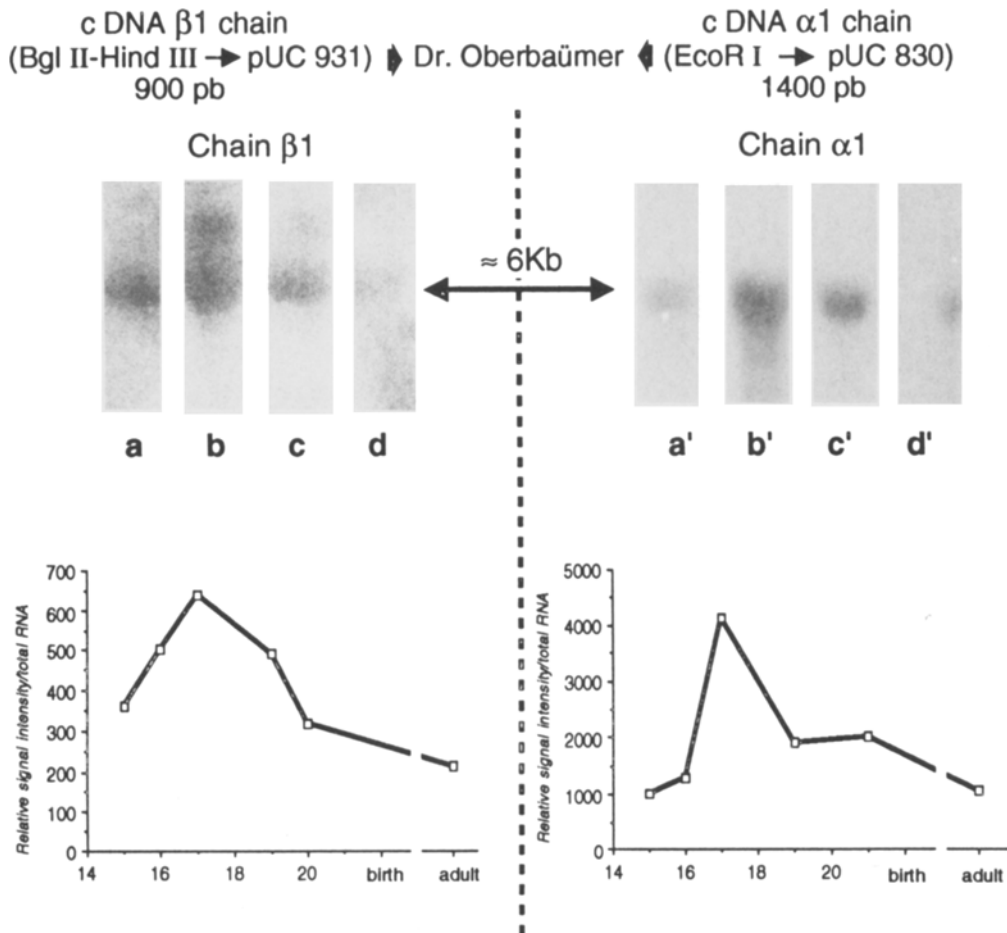 c DNA β1 chain
(Bgl II-Hind III → pUC 931)
900 pb
Dr. Oberbaümer
c DNA α1 chain
(EcoR I → pUC 830)
1400 pb
Chain β1
Chain α1
≈ 6Kb
a b c d
a' b' c' d'
Relative signal intensity/total RNA
700
600
500
400
300
200
100
0
14 16 18 20 birth adult
Relative signal intensity/total RNA
5000
4000
3000
2000
1000
0
14 16 18 20 birth adult